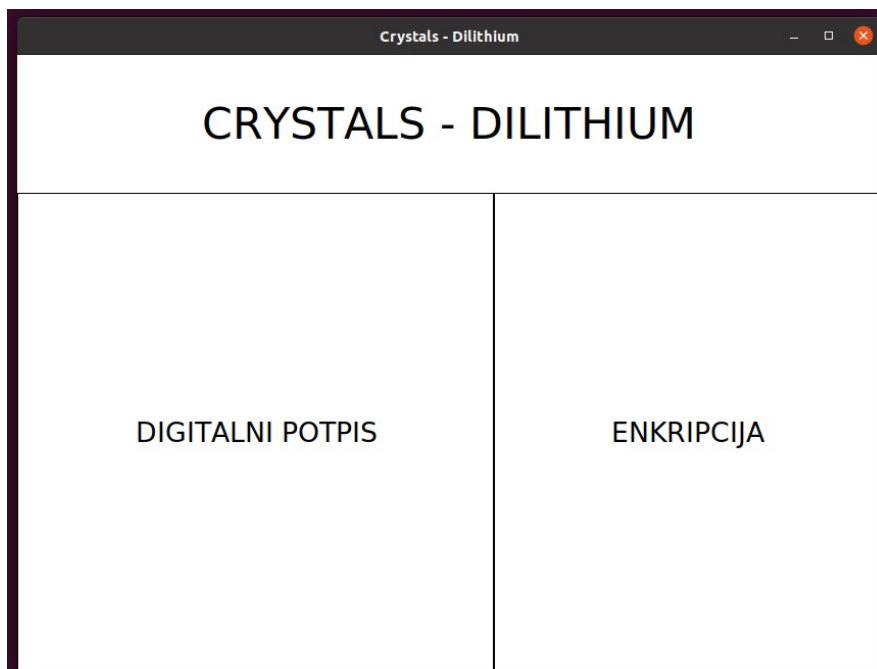 Crystals - Dilithium
CRYSTALS - DILITHIUM
DIGITALNI POTPIS
ENKRIPCIJA